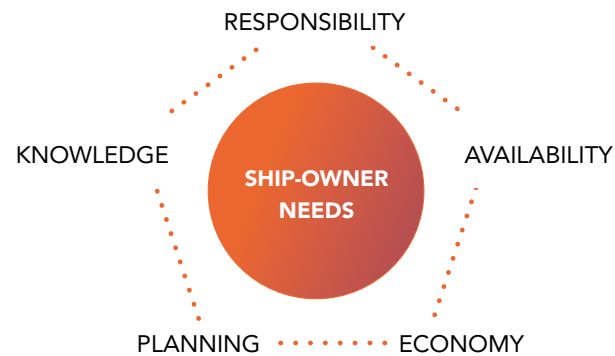 RESPONSIBILITY
KNOWLEDGE
AVAILABILITY
SHIP-OWNER
NEEDS
PLANNING
ECONOMY